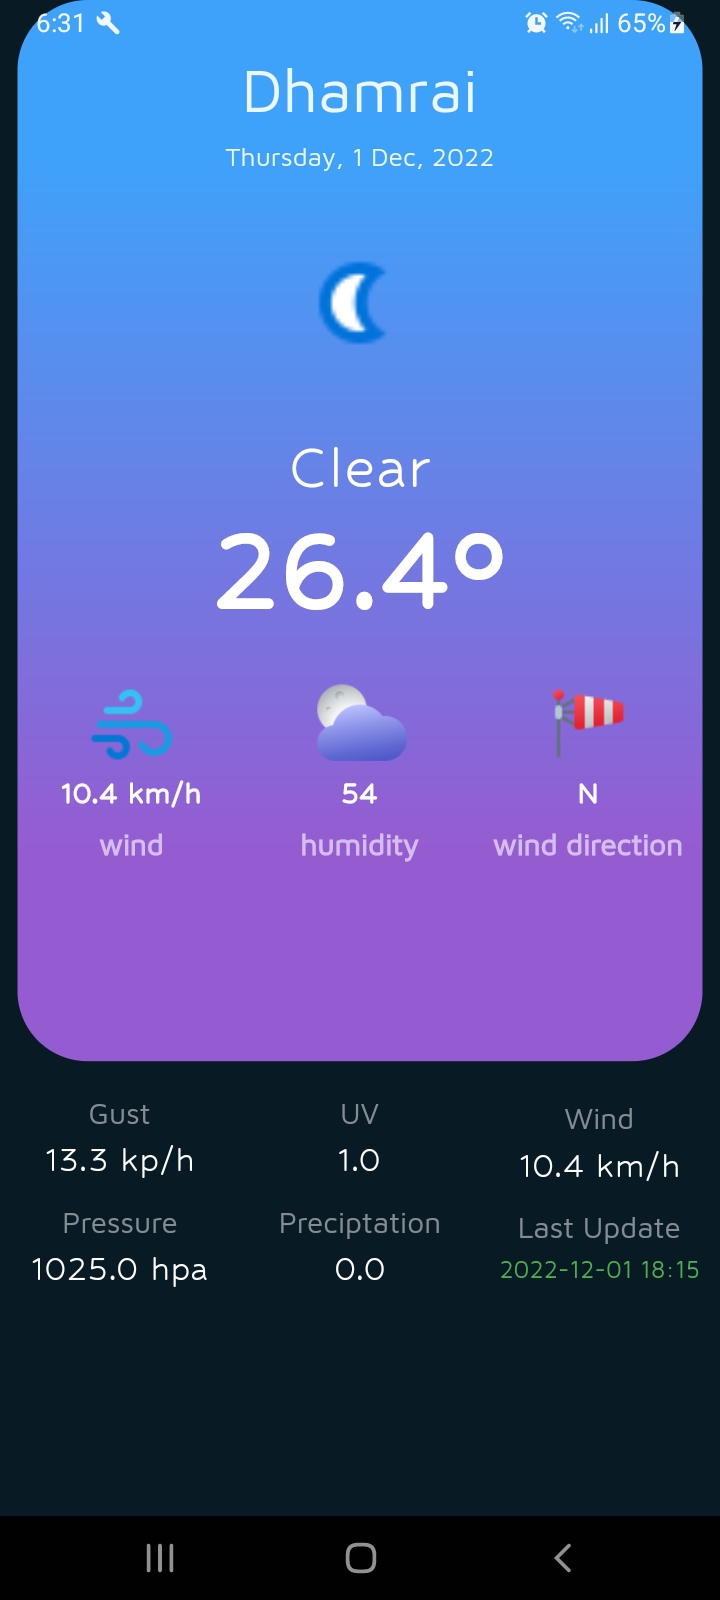 6:31 65%
Dhamrai
Thursday, 1 Dec, 2022
Clear
26.4°
10.4 km/h 54 N
wind humidity wind direction
Gust UV Wind
13.3 kp/h 1.0 10.4 km/h
Pressure Preciptation Last Update
1025.0 hpa 0.0 2022-12-01 18:15